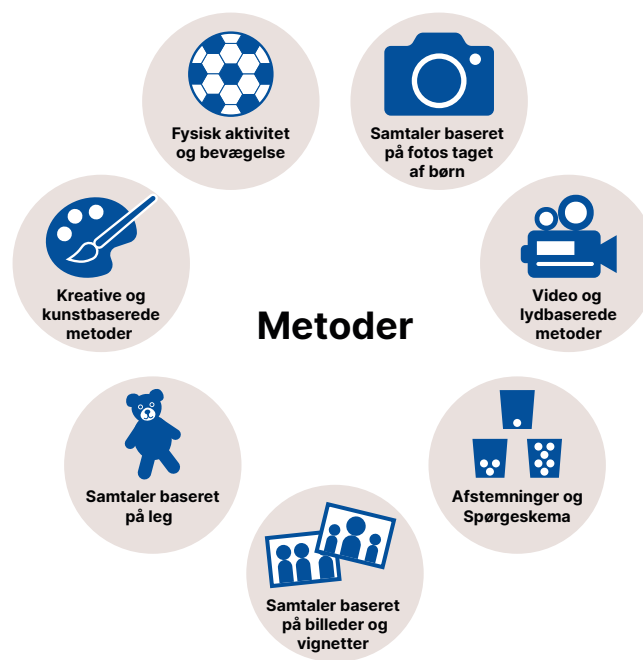 Fysisk aktivitet
og bevægelse
Samtaler baseret
på fotos taget
af børn
Kreative og
kunstbaserede
metoder
Video og
lydbaserede
metoder
Metoder
Samtaler baseret
på leg
Afstemninger og
Spørgeskema
Samtaler baseret
på billeder og
vignetter